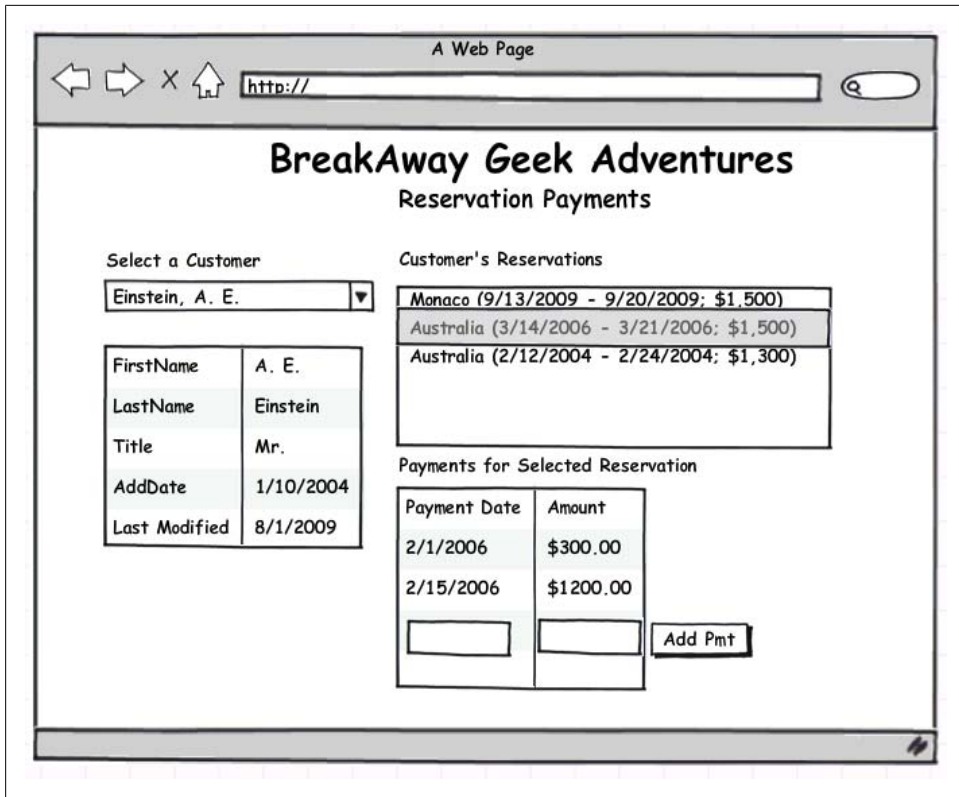 A Web Page
http://
BreakAway Geek Adventures
Reservation Payments
Select a Customer
Einstein, A. E.
FirstName A. E.
LastName Einstein
Title Mr.
AddDate 1/10/2004
Last Modified 8/1/2009
Customer's Reservations
Monaco (9/13/2009 - 9/20/2009; $1,500)
Australia (3/14/2006 - 3/21/2006; $1,500)
Australia (2/12/2004 - 2/24/2004; $1,300)
Payments for Selected Reservation
Payment Date Amount
2/1/2006 $300.00
2/15/2006 $1200.00
Add Pmt